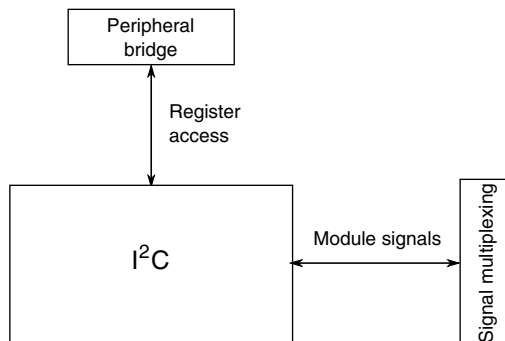 Peripheral
bridge
Register
access
I²C
Module signals
Signal multiplexing